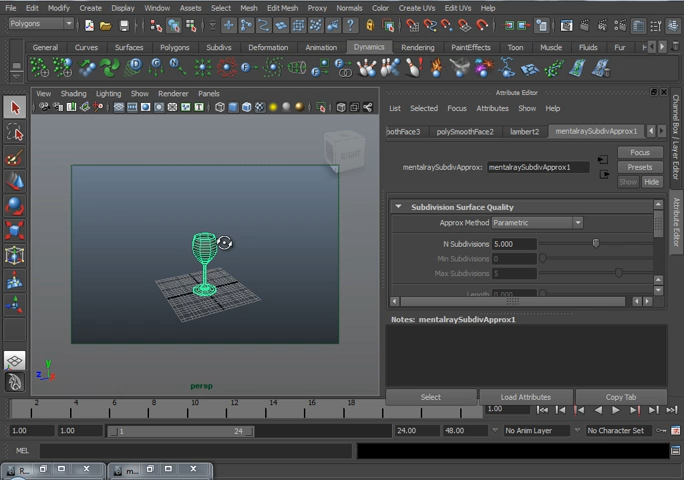 File Edit Modify Create Display Window Assets Select Mesh Edit Mesh Proxy Normals Color Create UVs Edit UVs Help
Polygons
General Curves Surfaces Polygons Subdivs Deformation Animation Dynamics Rendering PaintEffects Toon Muscle Fluids Fur
Attribute Editor
View Shading Lighting Show Renderer Panels
List Selected Focus Attributes Show Help
othFace3 polySmoothFace2 lambert2 mentalraySubdivApprox1
mentalraySubdivApprox: mentalraySubdivApprox1
Focus
Presets
Show Hide
RIGHT
Subdivision Surface Quality
Approx Method Parametric
N Subdivisions 5.000
Min Subdivisions 0
Max Subdivisions 5
Length
Notes: mentalraySubdivApprox1
Select Load Attributes Copy Tab
Channel Box / Layer Editor
Attribute Editor
y
z
persp
2 4 6 8 10 12 14 16 18
1.00
1.00 1.00 1 24 24.00 48.00 No Anim Layer No Character Set
MEL
R... m...